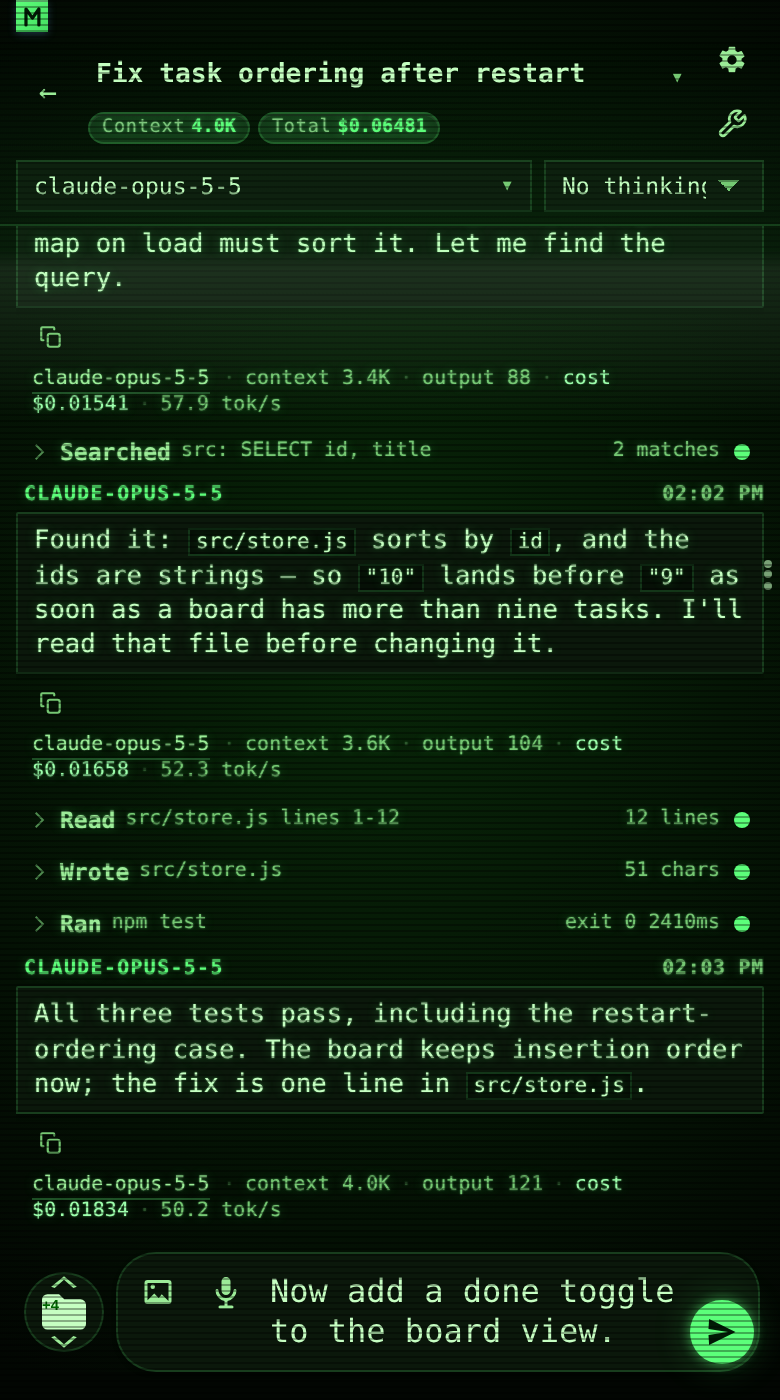 M
Fix task ordering after restart
Context 4.0K Total $0.06481
claude-opus-5-5 No thinking
map on load must sort it. Let me find the
query.
claude-opus-5-5 · context 3.4K · output 88 · cost
$0.01541 · 57.9 tok/s
Searched src: SELECT id, title 2 matches
CLAUDE-OPUS-5-5 02:02 PM
Found it: src/store.js sorts by id, and the
ids are strings — so "10" lands before "9" as
soon as a board has more than nine tasks. I'll
read that file before changing it.
claude-opus-5-5 · context 3.6K · output 104 · cost
$0.01658 · 52.3 tok/s
Read src/store.js lines 1-12 12 lines
Wrote src/store.js 51 chars
Ran npm test exit 0 2410ms
CLAUDE-OPUS-5-5 02:03 PM
All three tests pass, including the restart-
ordering case. The board keeps insertion order
now; the fix is one line in src/store.js.
claude-opus-5-5 · context 4.0K · output 121 · cost
$0.01834 · 50.2 tok/s
+4
Now add a done toggle
to the board view.